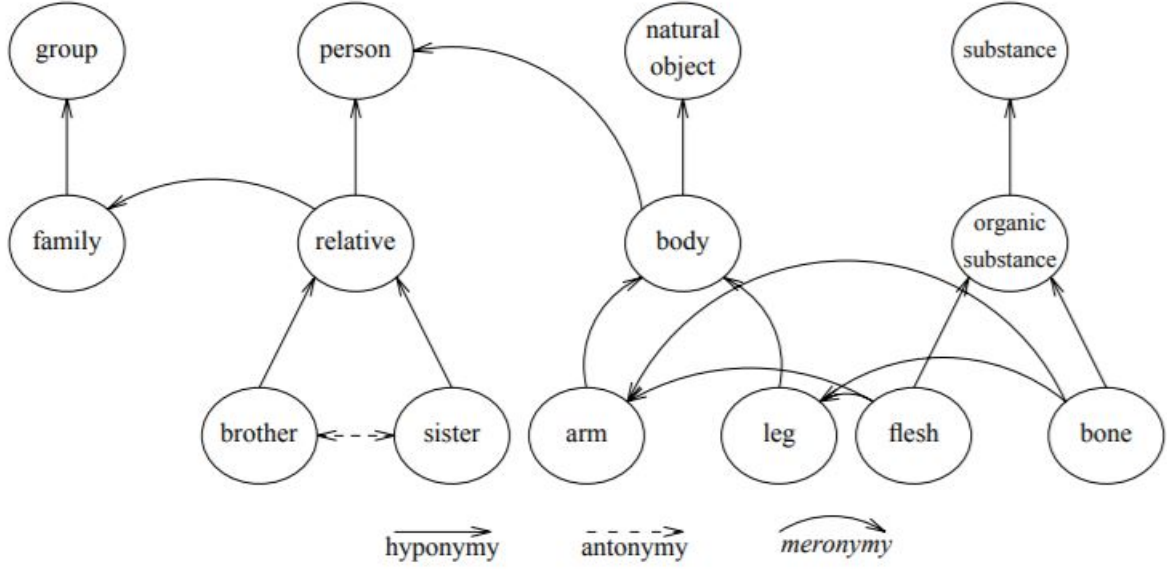 group
person
natural
object
substance
family
relative
body
organic
substance
brother
sister
arm
leg
flesh
bone
hyponymy
antonymy
meronymy